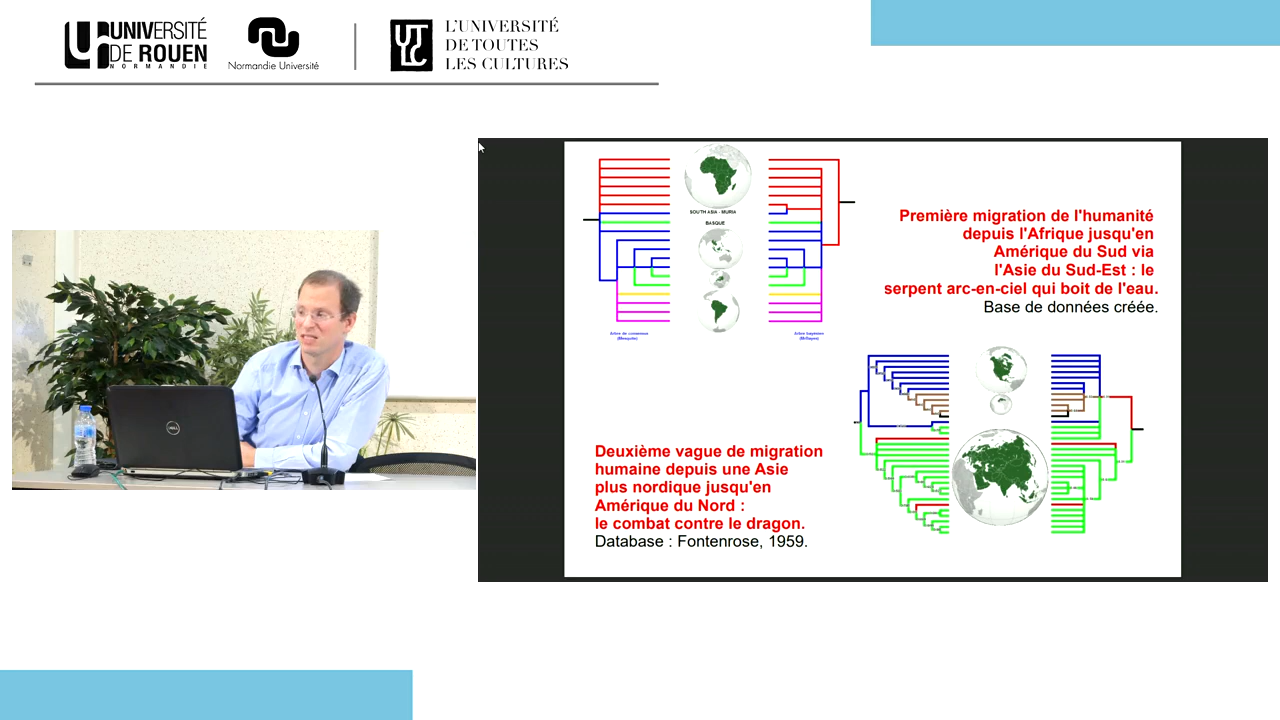 UNIVERSITÉ
DE ROUEN
NORMANDIE
Normandie Université
UTLC
L'UNIVERSITÉ
DE TOUTES
LES CULTURES
SOUTH ASIA - MURIA
BASQUE
Arbre de consensus
(Mesquite)
Arbre bayésien
(MrBayes)
Première migration de l'humanité
depuis l'Afrique jusqu'en
Amérique du Sud via
l'Asie du Sud-Est : le
serpent arc-en-ciel qui boit de l'eau.
Base de données créée.
Deuxième vague de migration
humaine depuis une Asie
plus nordique jusqu'en
Amérique du Nord :
le combat contre le dragon.
Database : Fontenrose, 1959.
DELL